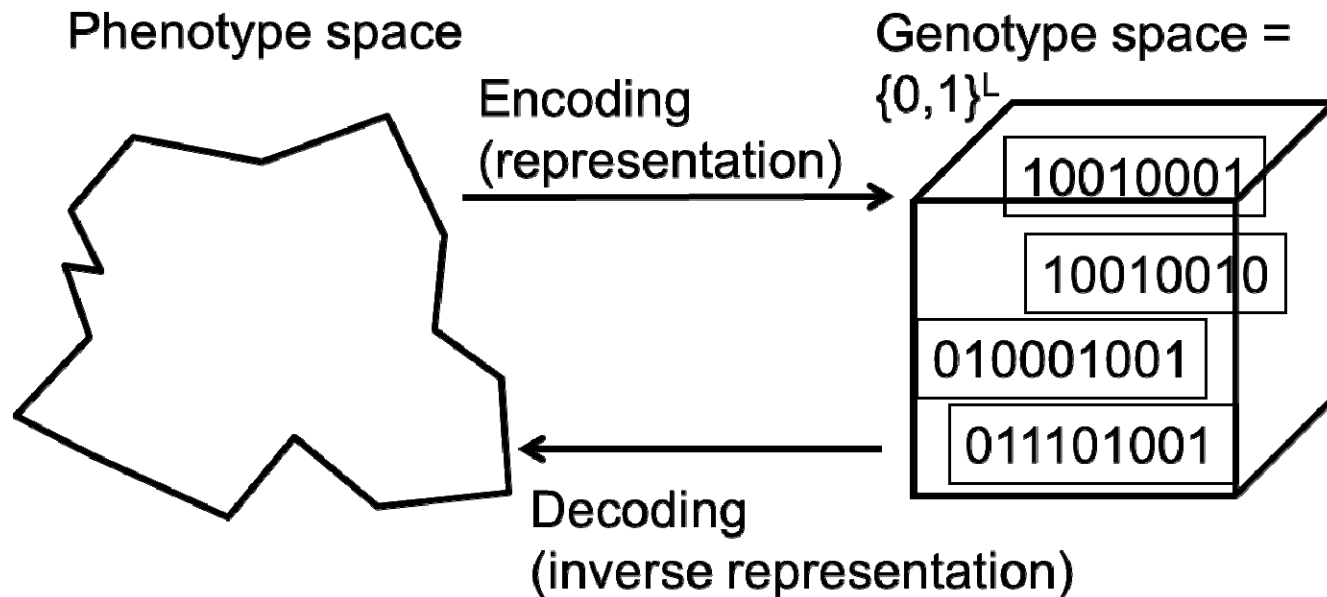 Phenotype space
Genotype space =
{0,1}ᴸ
Encoding
(representation)
10010001
10010010
010001001
011101001
Decoding
(inverse representation)